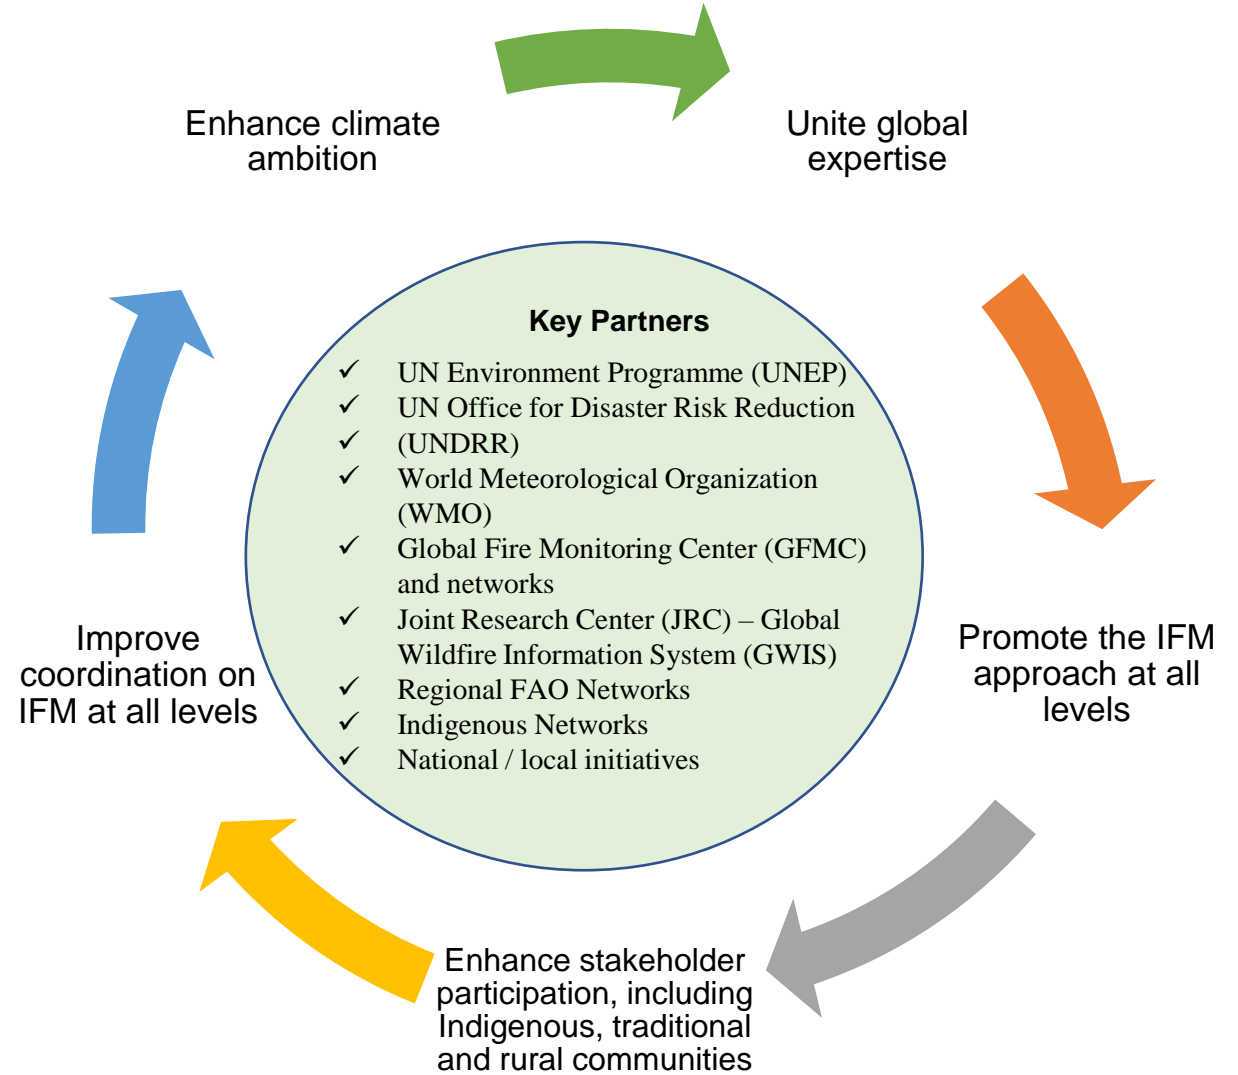 Enhance climate
ambition
Unite global
expertise
Key Partners
✓ UN Environment Programme (UNEP)
✓ UN Office for Disaster Risk Reduction
✓ (UNDRR)
✓ World Meteorological Organization
(WMO)
✓ Global Fire Monitoring Center (GFMC)
and networks
✓ Joint Research Center (JRC) – Global
Wildfire Information System (GWIS)
✓ Regional FAO Networks
✓ Indigenous Networks
✓ National / local initiatives
Improve
coordination on
IFM at all levels
Promote the IFM
approach at all
levels
Enhance stakeholder
participation, including
Indigenous, traditional
and rural communities